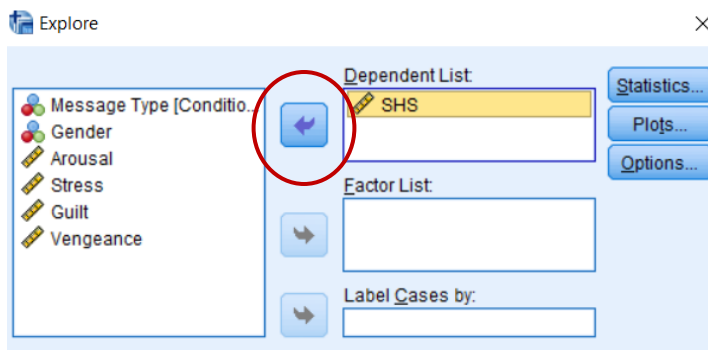 Explore
Message Type [Conditio...
Gender
Arousal
Stress
Guilt
Vengeance
Dependent List:
SHS
Factor List:
Label Cases by:
Statistics...
Plots...
Options...